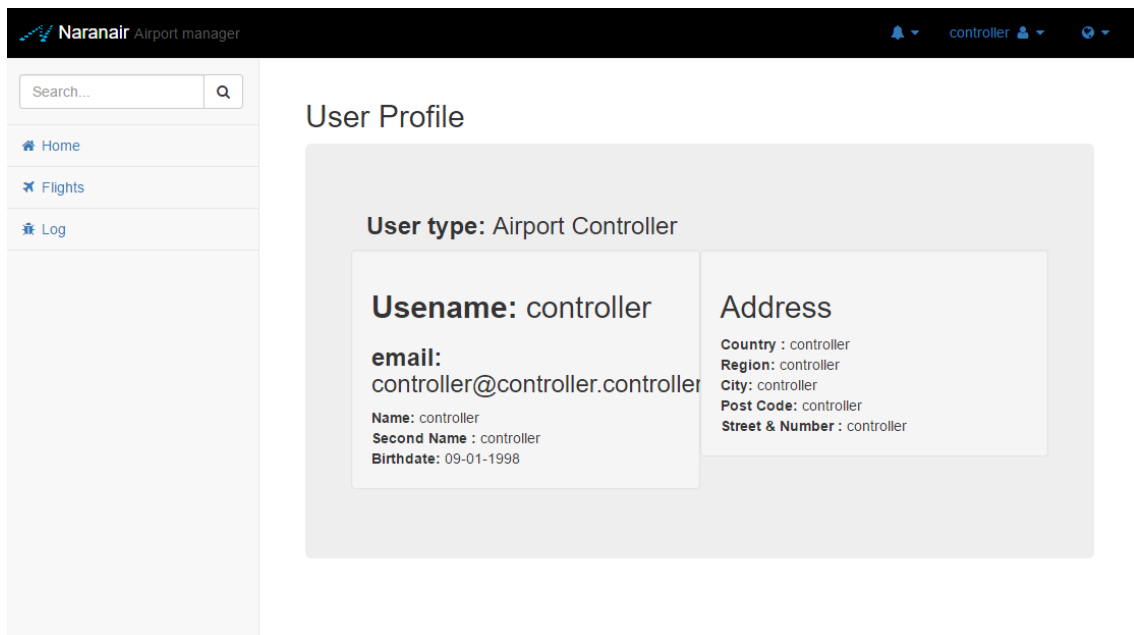 Naranair Airport manager
controller
Search...
Home
Flights
Log
User Profile
User type: Airport Controller
Usename: controller
email:
controller@controller.controller
Name: controller
Second Name : controller
Birthdate: 09-01-1998
Address
Country : controller
Region: controller
City: controller
Post Code: controller
Street & Number : controller